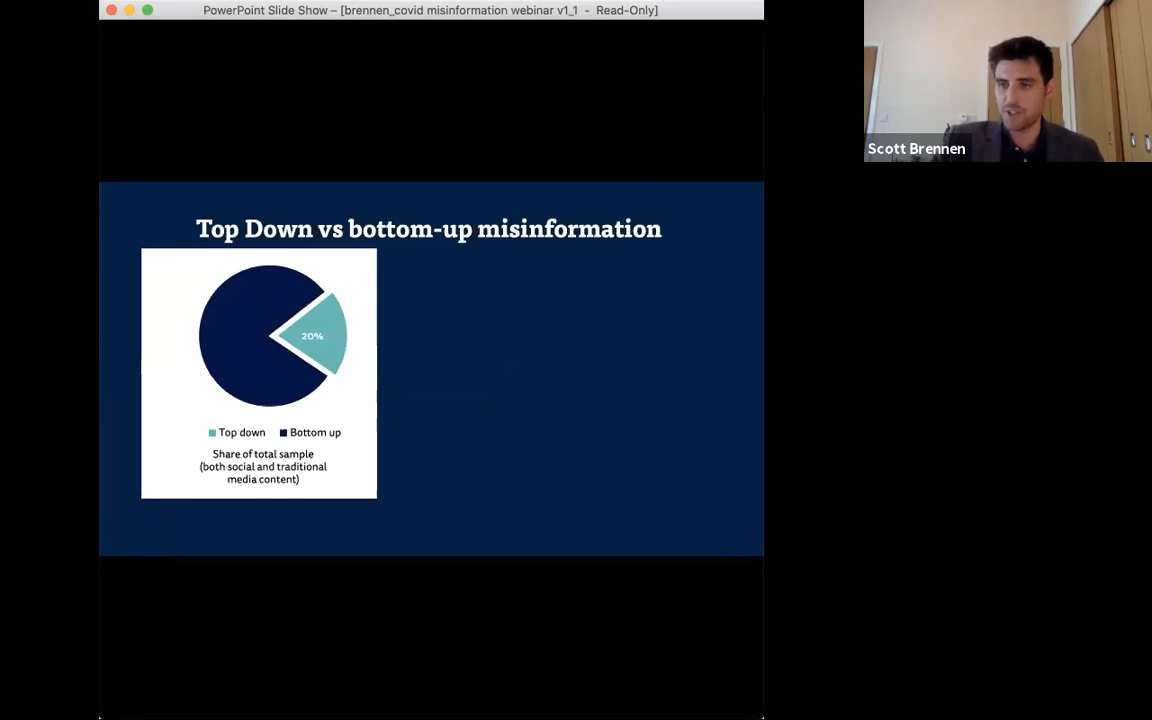 PowerPoint Slide Show – [brennen_covid misinformation webinar v1_1 - Read-Only]
Scott Brennen
Top Down vs bottom-up misinformation
20%
Top down Bottom up
Share of total sample
(both social and traditional
media content)